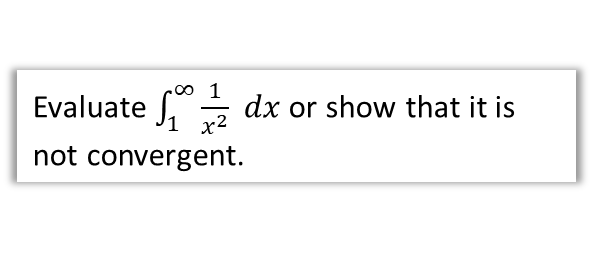 Evaluate ∫₁^∞ 1/x² dx or show that it is
not convergent.